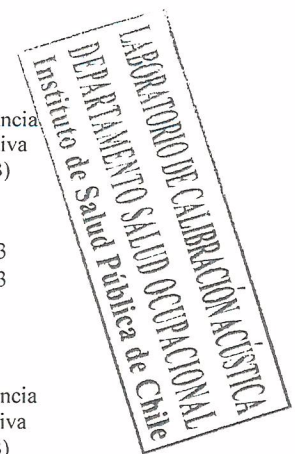 ncia
iva
3)
3
3
LABORATORIO DE CALIBRACIÓN ACÚSTICA
DEPARTAMENTO SALUD OCUPACIONAL
Instituto de Salud Pública de Chile
ncia
iva
3)